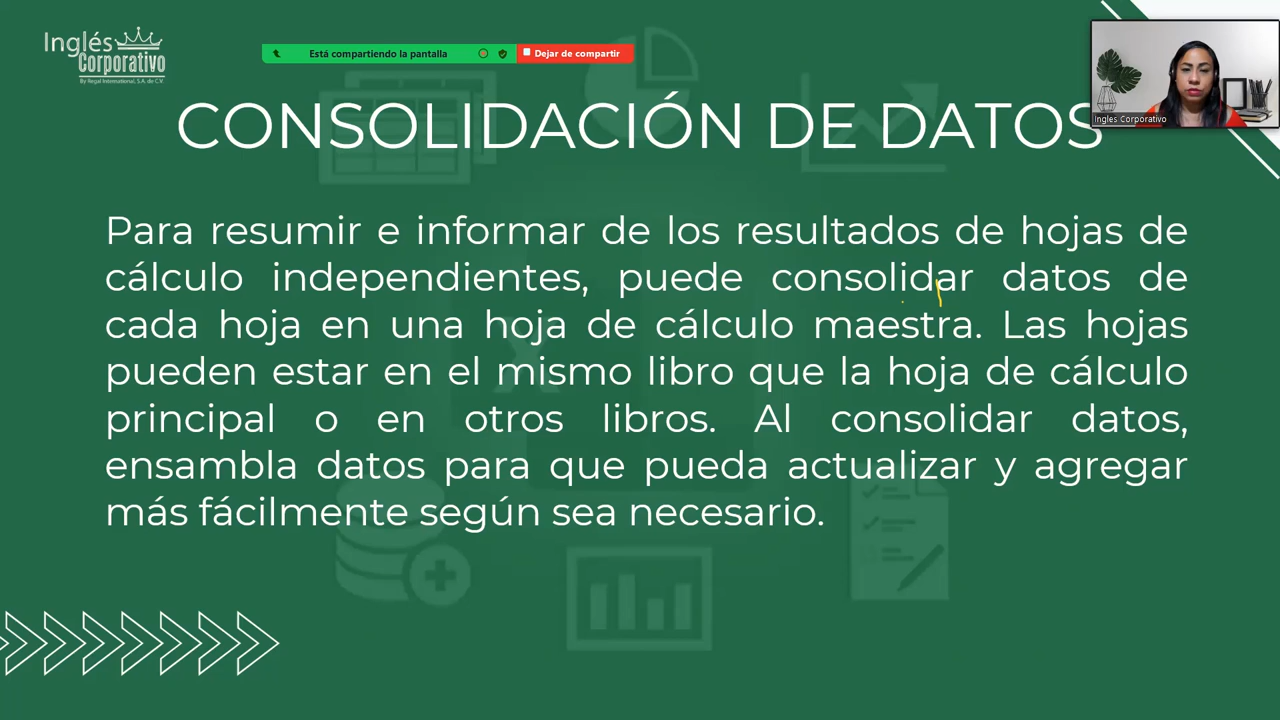 Inglés
Corporativo
By Regal International, S.A. de C.V.
Está compartiendo la pantalla
Dejar de compartir
Ingles Corporativo
CONSOLIDACIÓN DE DATOS
Para resumir e informar de los resultados de hojas de
cálculo independientes, puede consolidar datos de
cada hoja en una hoja de cálculo maestra. Las hojas
pueden estar en el mismo libro que la hoja de cálculo
principal o en otros libros. Al consolidar datos,
ensambla datos para que pueda actualizar y agregar
más fácilmente según sea necesario.